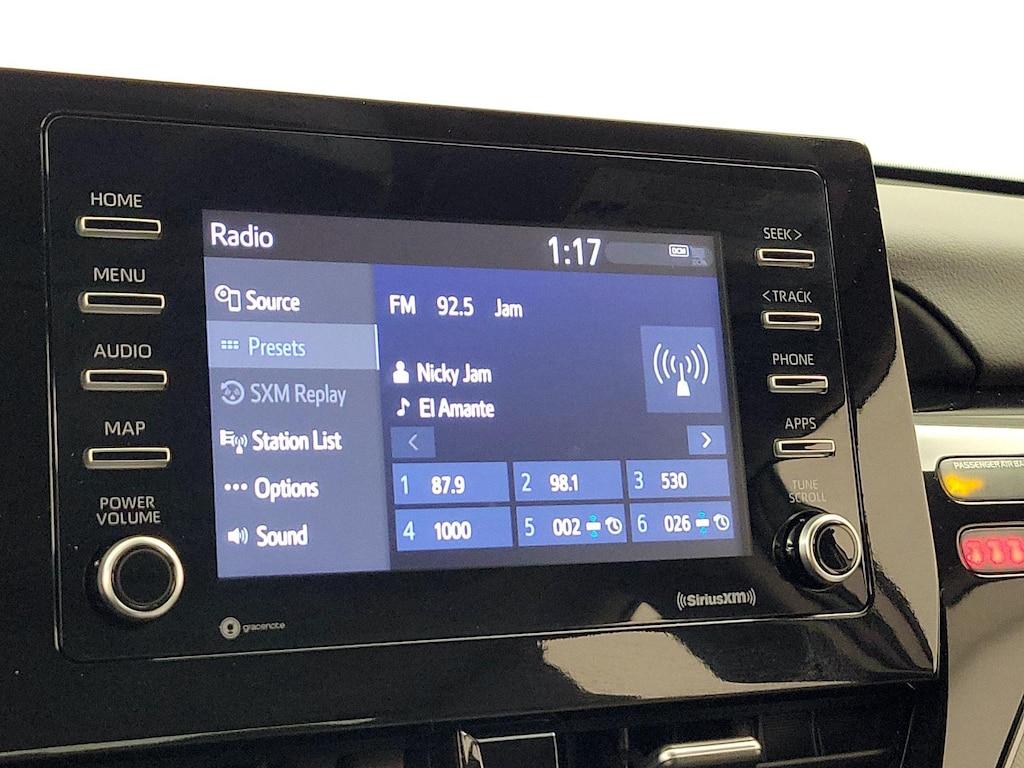 HOME
MENU
AUDIO
MAP
POWER
VOLUME
Radio
1:17
DCM
Source
Presets
SXM Replay
Station List
Options
Sound
FM 92.5 Jam
Nicky Jam
El Amante
<
>
1 87.9
2 98.1
3 530
4 1000
5 002
6 026
SEEK>
<TRACK
PHONE
APPS
TUNE
SCROLL
gracenote
((SiriusXM))
PASSENGER AIR BA